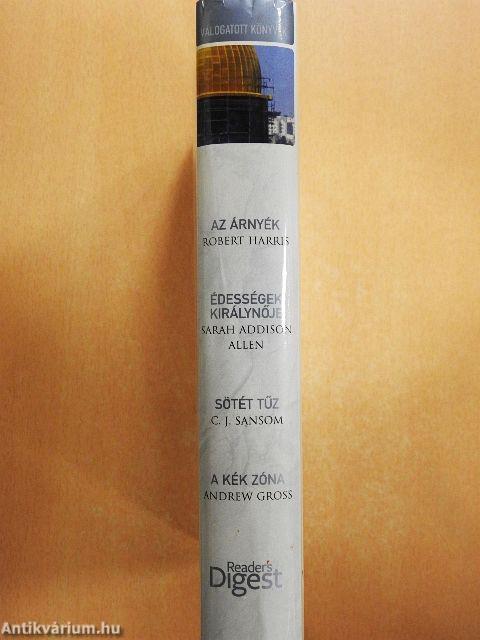 VÁLOGATOTT KÖNYVEK
AZ ÁRNYÉK
ROBERT HARRIS
ÉDESSÉGEK
KIRÁLYNŐJE
SARAH ADDISON
ALLEN
SÖTÉT TŰZ
C. J. SANSOM
A KÉK ZÓNA
ANDREW GROSS
Reader's
Digest
Antikvárium.hu